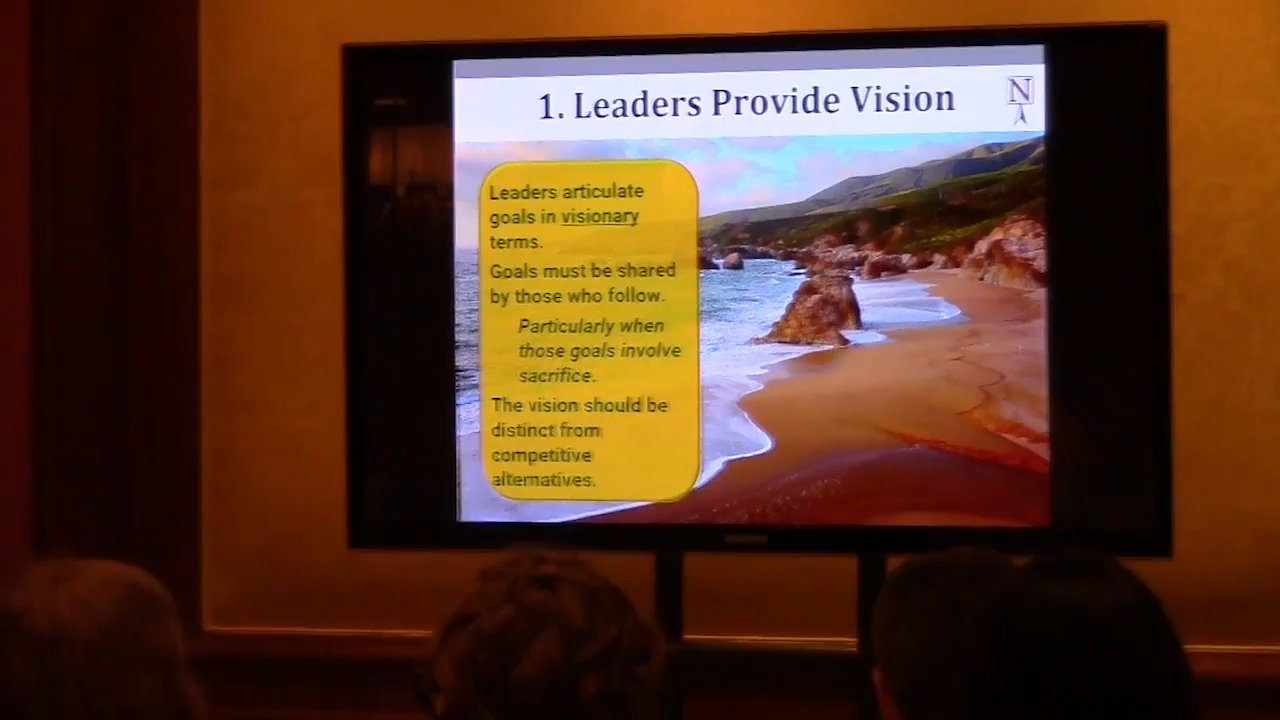 1. Leaders Provide Vision
N
Leaders articulate
goals in visionary
terms.
Goals must be shared
by those who follow.
Particularly when
those goals involve
sacrifice.
The vision should be
distinct from
competitive
alternatives.